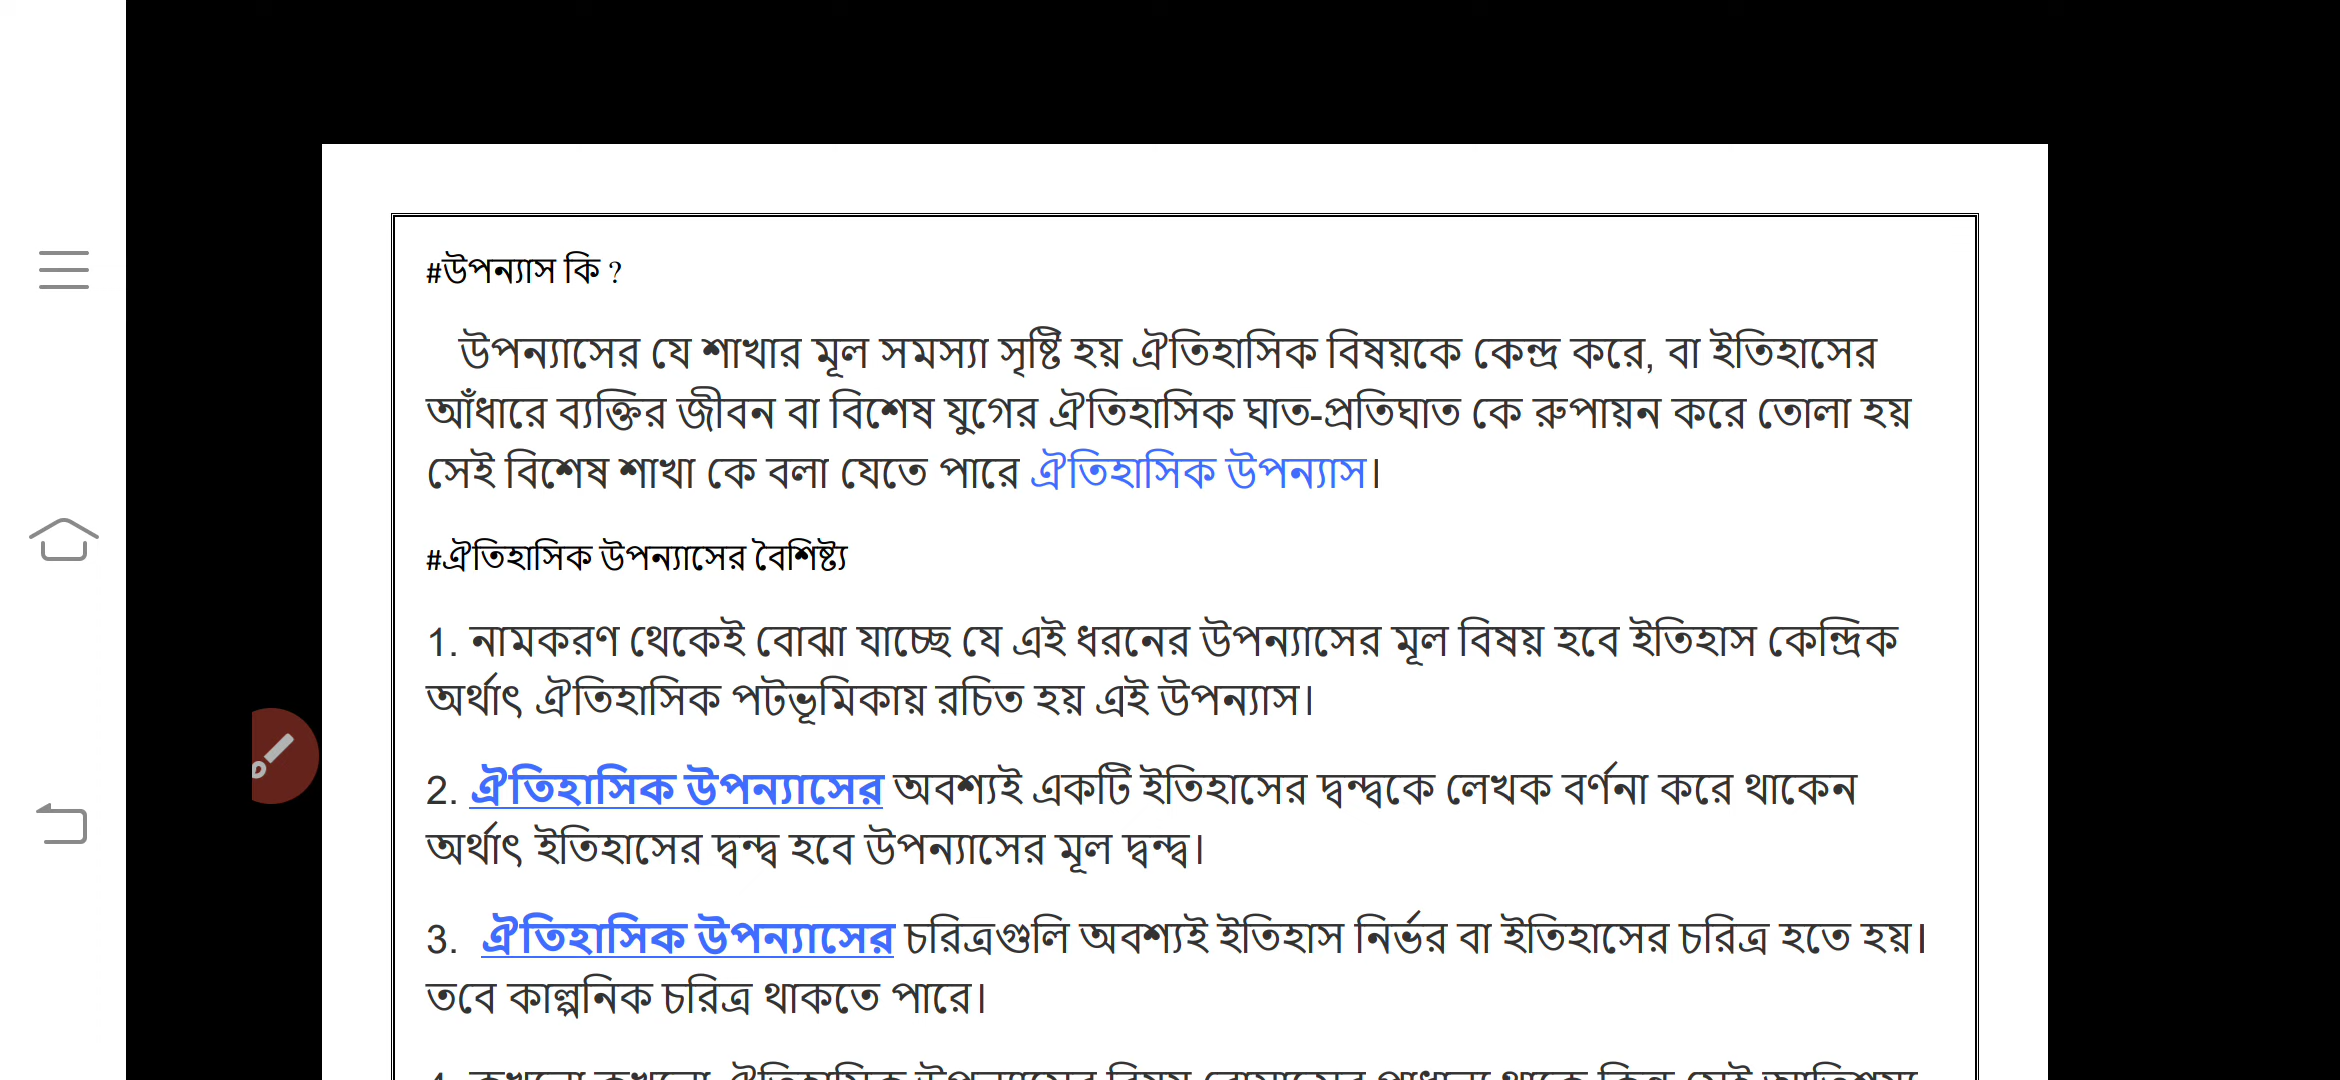 #উপন্যাস কি ?
উপন্যাসের যে শাখার মূল সমস্যা সৃষ্টি হয় ঐতিহাসিক বিষয়কে কেন্দ্র করে, বা ইতিহাসের
আঁধারে ব্যক্তির জীবন বা বিশেষ যুগের ঐতিহাসিক ঘাত-প্রতিঘাত কে রুপায়ন করে তোলা হয়
সেই বিশেষ শাখা কে বলা যেতে পারে ঐতিহাসিক উপন্যাস।
#ঐতিহাসিক উপন্যাসের বৈশিষ্ট্য
1. নামকরণ থেকেই বোঝা যাচ্ছে যে এই ধরনের উপন্যাসের মূল বিষয় হবে ইতিহাস কেন্দ্রিক
অর্থাৎ ঐতিহাসিক পটভূমিকায় রচিত হয় এই উপন্যাস।
2. ঐতিহাসিক উপন্যাসের অবশ্যই একটি ইতিহাসের দ্বন্দ্বকে লেখক বর্ণনা করে থাকেন
অর্থাৎ ইতিহাসের দ্বন্দ্ব হবে উপন্যাসের মূল দ্বন্দ্ব।
3. ঐতিহাসিক উপন্যাসের চরিত্রগুলি অবশ্যই ইতিহাস নির্ভর বা ইতিহাসের চরিত্র হতে হয়।
তবে কাল্পনিক চরিত্র থাকতে পারে।